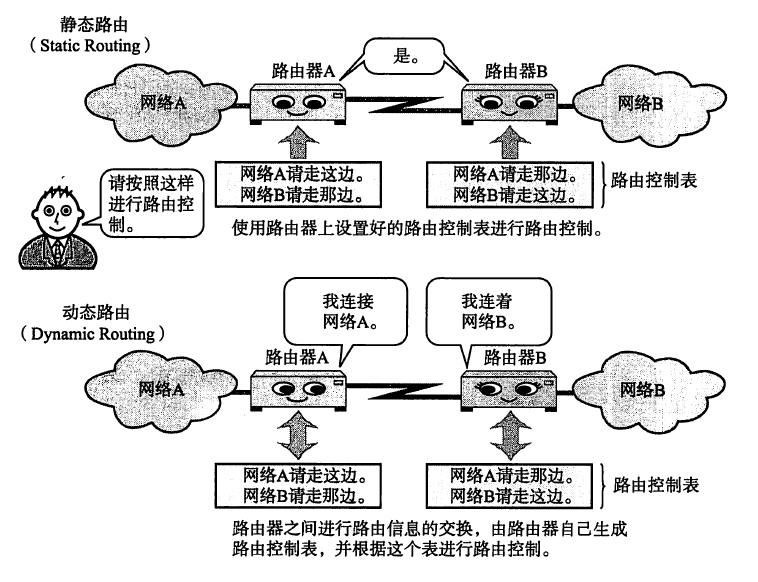 静态路由
（Static Routing）
是。
路由器A
路由器B
网络A
网络B
网络A请走这边。
网络B请走那边。
网络A请走那边。
网络B请走这边。
路由控制表
请按照这样
进行路由控
制。
使用路由器上设置好的路由控制表进行路由控制。
动态路由
（Dynamic Routing）
我连接
网络A。
我连着
网络B。
路由器A
路由器B
网络A
网络B
网络A请走这边。
网络B请走那边。
网络A请走那边。
网络B请走这边。
路由控制表
路由器之间进行路由信息的交换，由路由器自己生成
路由控制表，并根据这个表进行路由控制。